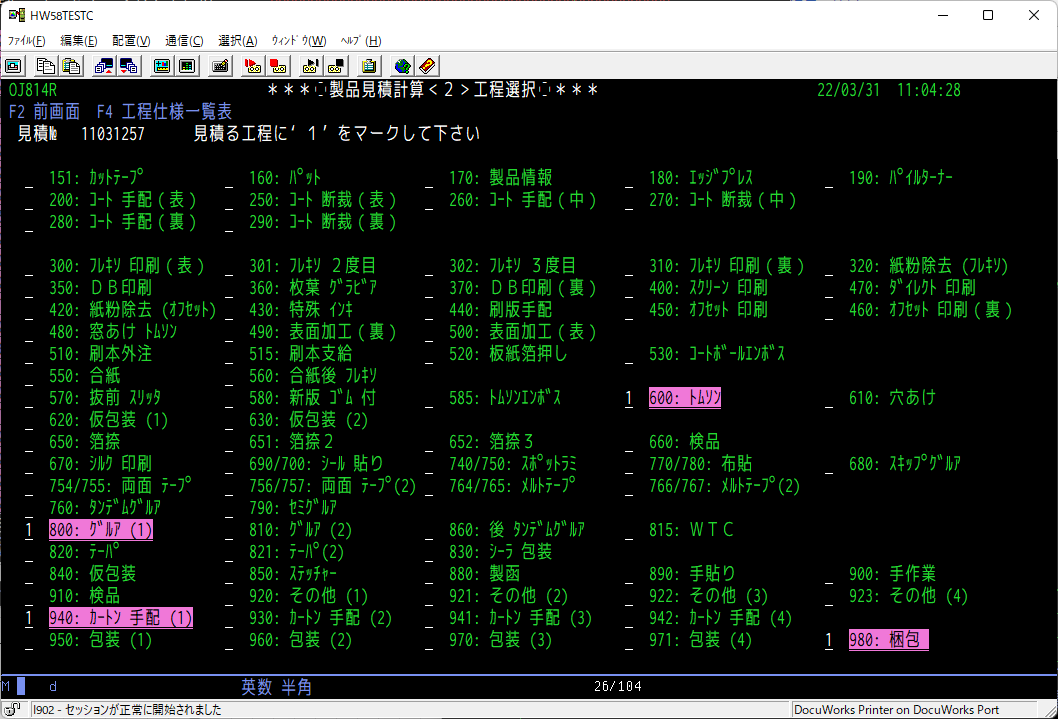 HW58TESTC
ﾌｧｲﾙ(F) 編集(E) 配置(V) 通信(C) 選択(A) ｳｨﾝﾄﾞｳ(W) ﾍﾙﾌﾟ(H)
OJ814R ＊＊＊ 製品見積計算＜２＞工程選択 ＊＊＊ 22/03/31 11:04:28
F2 前画面 F4 工程仕様一覧表
見積№ 11031257 見積る工程に’１’をマークして下さい
_ 151: ｶｯﾄﾃｰﾌﾟ _ 160: ﾊﾟｯﾄ _ 170: 製品情報 _ 180: ｴｯｼﾞﾌﾟﾚｽ _ 190: ﾊﾟｲﾙﾀｰﾅｰ
_ 200: ｺｰﾄ 手配(表) _ 250: ｺｰﾄ 断裁(表) _ 260: ｺｰﾄ 手配(中) _ 270: ｺｰﾄ 断裁(中)
_ 280: ｺｰﾄ 手配(裏) _ 290: ｺｰﾄ 断裁(裏)
_ 300: ﾌﾚｷｿ 印刷(表) _ 301: ﾌﾚｷｿ ２度目 _ 302: ﾌﾚｷｿ ３度目 _ 310: ﾌﾚｷｿ 印刷(裏) _ 320: 紙粉除去 (ﾌﾚｷｿ)
_ 350: ＤＢ印刷 _ 360: 枚葉 ｸﾞﾗﾋﾞｱ _ 370: ＤＢ印刷(裏) _ 400: ｽｸﾘｰﾝ 印刷 _ 470: ﾀﾞｲﾚｸﾄ 印刷
_ 420: 紙粉除去 (ｵﾌｾｯﾄ) _ 430: 特殊 ｲﾝｷ _ 440: 刷版手配 _ 450: ｵﾌｾｯﾄ 印刷 _ 460: ｵﾌｾｯﾄ 印刷(裏)
_ 480: 窓あけ ﾄﾑｿﾝ _ 490: 表面加工(裏) _ 500: 表面加工(表)
_ 510: 刷本外注 _ 515: 刷本支給 _ 520: 板紙箔押し _ 530: ｺｰﾄﾎﾞｰﾙｴﾝﾎﾞｽ
_ 550: 合紙 _ 560: 合紙後 ﾌﾚｷｿ
_ 570: 抜前 ｽﾘｯﾀ _ 580: 新版 ｺﾞﾑ 付 _ 585: ﾄﾑｿﾝｴﾝﾎﾞｽ 1 600: ﾄﾑｿﾝ _ 610: 穴あけ
_ 620: 仮包装 (1) _ 630: 仮包装 (2)
_ 650: 箔捺 _ 651: 箔捺２ _ 652: 箔捺３ _ 660: 検品
_ 670: ｼﾙｸ 印刷 _ 690/700: ｼｰﾙ 貼り _ 740/750: ｽﾎﾟｯﾄﾗﾐ _ 770/780: 布貼 _ 680: ｽｷｯﾌﾟｸﾞﾙｱ
_ 754/755: 両面 ﾃｰﾌﾟ _ 756/757: 両面 ﾃｰﾌﾟ(2) _ 764/765: ﾒﾙﾄﾃｰﾌﾟ _ 766/767: ﾒﾙﾄﾃｰﾌﾟ(2)
_ 760: ﾀﾝﾃﾞﾑｸﾞﾙｱ _ 790: ｾﾐｸﾞﾙｱ
1 800: ｸﾞﾙｱ (1) _ 810: ｸﾞﾙｱ (2) _ 860: 後 ﾀﾝﾃﾞﾑｸﾞﾙｱ _ 815: ＷＴＣ
_ 820: ﾃｰﾊﾟ _ 821: ﾃｰﾊﾟ(2) _ 830: ｼｰﾗ 包装
_ 840: 仮包装 _ 850: ｽﾃｯﾁｬｰ _ 880: 製函 _ 890: 手貼り _ 900: 手作業
_ 910: 検品 _ 920: その他 (1) _ 921: その他 (2) _ 922: その他 (3) _ 923: その他 (4)
1 940: ｶｰﾄﾝ 手配 (1) _ 930: ｶｰﾄﾝ 手配 (2) _ 941: ｶｰﾄﾝ 手配 (3) _ 942: ｶｰﾄﾝ 手配 (4)
_ 950: 包装 (1) _ 960: 包装 (2) _ 970: 包装 (3) _ 971: 包装 (4) 1 980: 梱包
M d 英数 半角 26/104
I902 - セッションが正常に開始されました DocuWorks Printer on DocuWorks Port